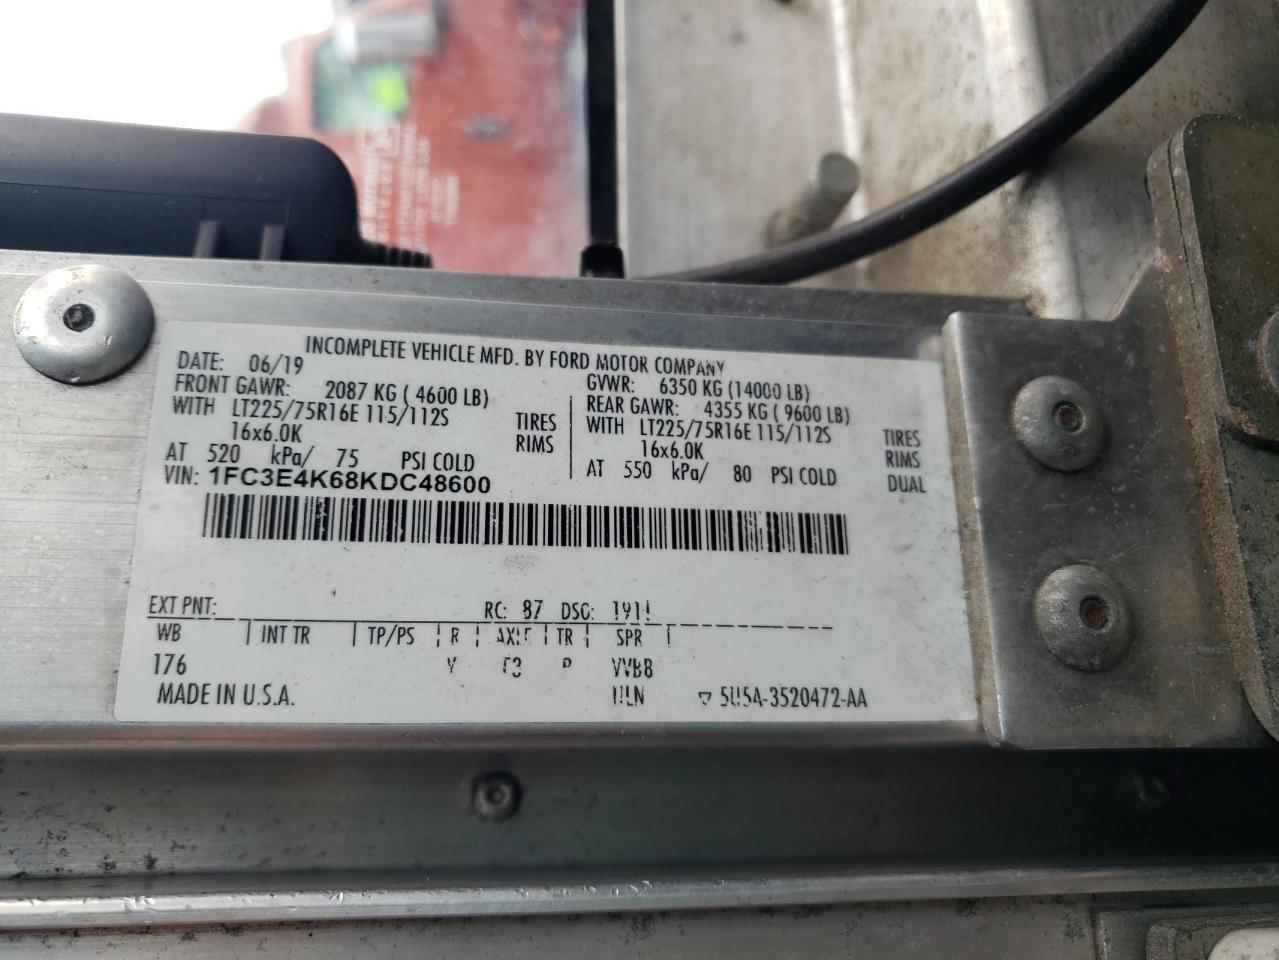 INCOMPLETE VEHICLE MFD. BY FORD MOTOR COMPANY
DATE: 06/19 GVWR: 6350 KG (14000 LB)
FRONT GAWR: 2087 KG ( 4600 LB) REAR GAWR: 4355 KG ( 9600 LB)
WITH LT225/75R16E 115/112S TIRES WITH LT225/75R16E 115/112S TIRES
16x6.0K RIMS 16x6.0K RIMS
AT 520 kPa/ 75 PSI COLD AT 550 kPa/ 80 PSI COLD DUAL
VIN: 1FC3E4K68KDC48600
EXT PNT: RC: 87 DSO:
WB INT TR TP/PS R AXLE TR SPR
176 P VVB8
MADE IN U.S.A. 5U5A-3520472-AA